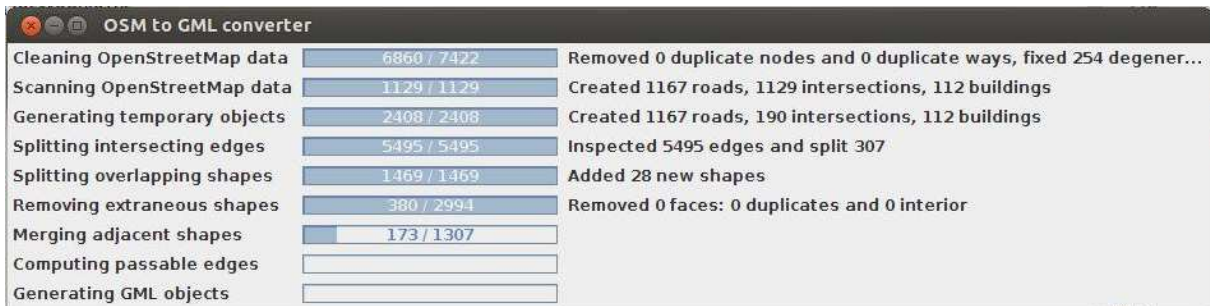 OSM to GML converter
Cleaning OpenStreetMap data 6860 / 7422 Removed 0 duplicate nodes and 0 duplicate ways, fixed 254 degener...
Scanning OpenStreetMap data 1129 / 1129 Created 1167 roads, 1129 intersections, 112 buildings
Generating temporary objects 2408 / 2408 Created 1167 roads, 190 intersections, 112 buildings
Splitting intersecting edges 5495 / 5495 Inspected 5495 edges and split 307
Splitting overlapping shapes 1469 / 1469 Added 28 new shapes
Removing extraneous shapes 380 / 2994 Removed 0 faces: 0 duplicates and 0 interior
Merging adjacent shapes 173 / 1307
Computing passable edges
Generating GML objects